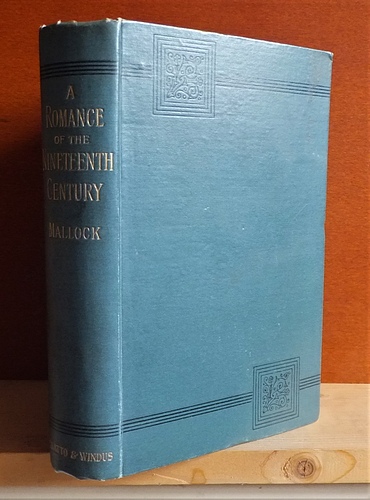 A
ROMANCE
OF THE
NINETEENTH
CENTURY
MALLOCK
CHATTO & WINDUS